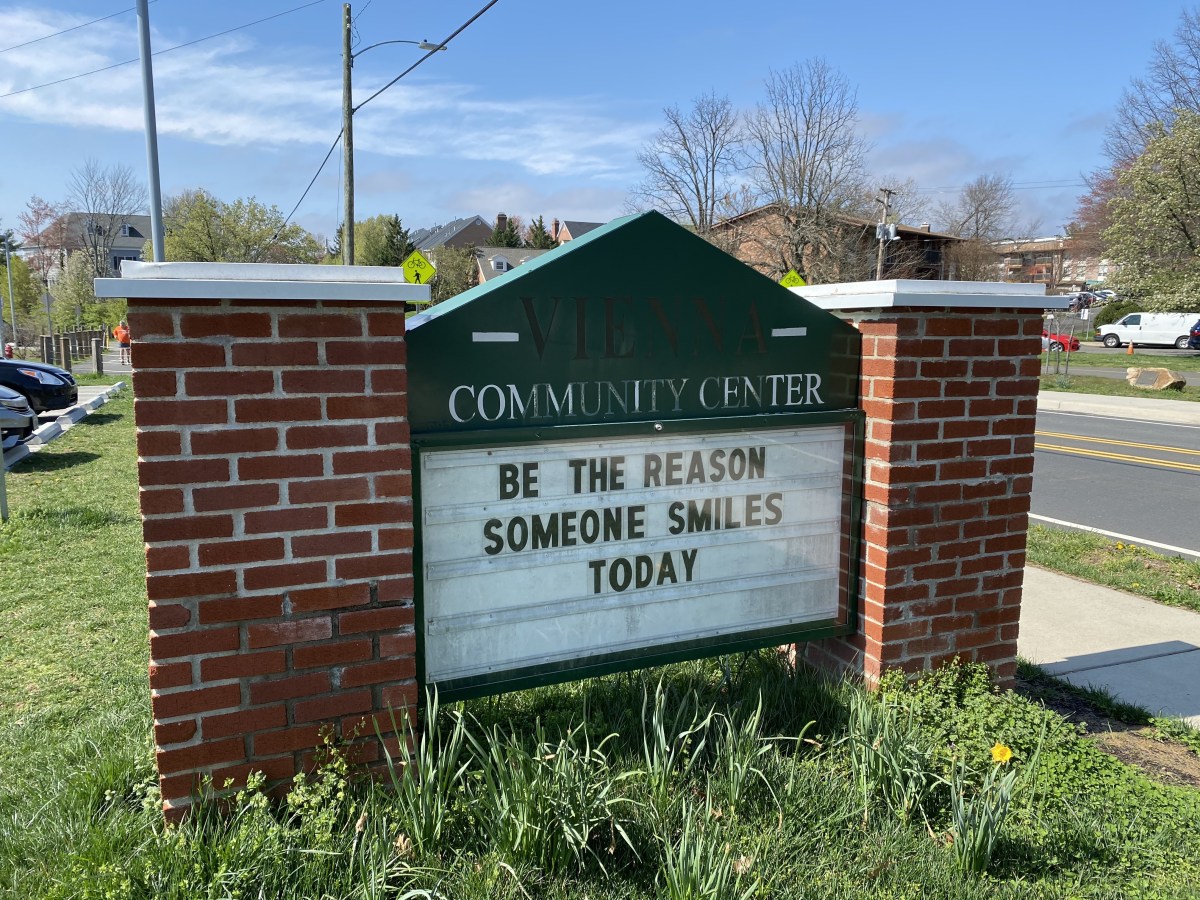 VIENNA
COMMUNITY CENTER
BE THE REASON
SOMEONE SMILES
TODAY